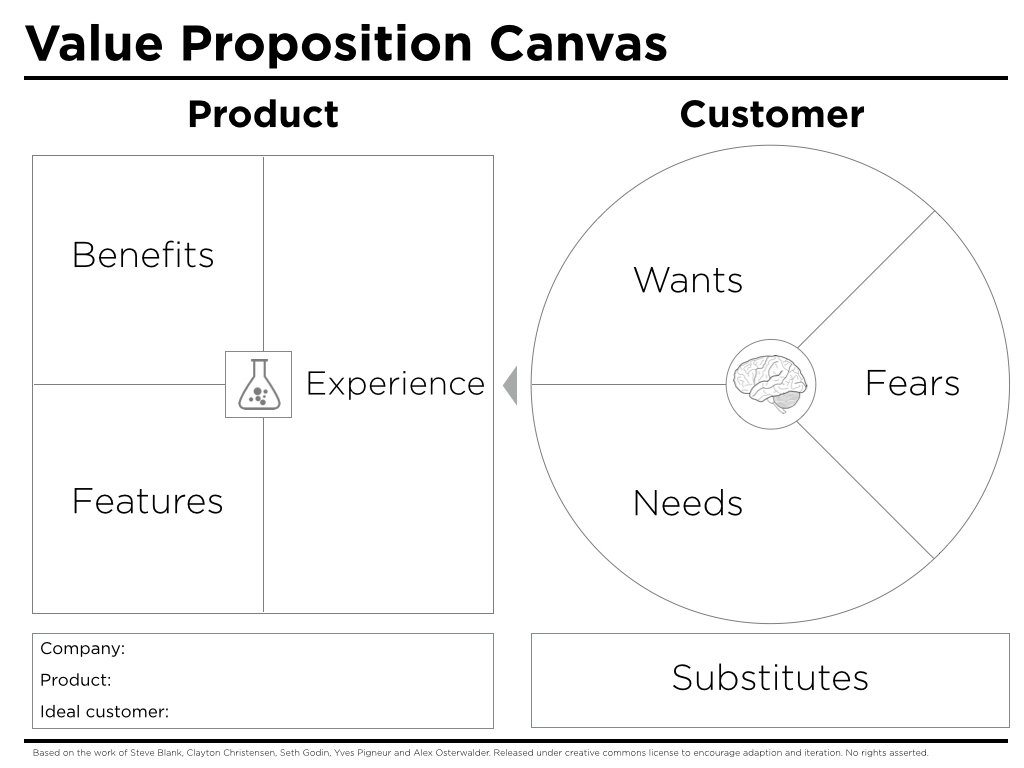 Value Proposition Canvas
Product
Customer
Benefits
Experience
Features
Wants
Fears
Needs
Company:
Product:
Ideal customer:
Substitutes
Based on the work of Steve Blank, Clayton Christensen, Seth Godin, Yves Pigneur and Alex Osterwalder. Released under creative commons license to encourage adaption and iteration. No rights asserted.